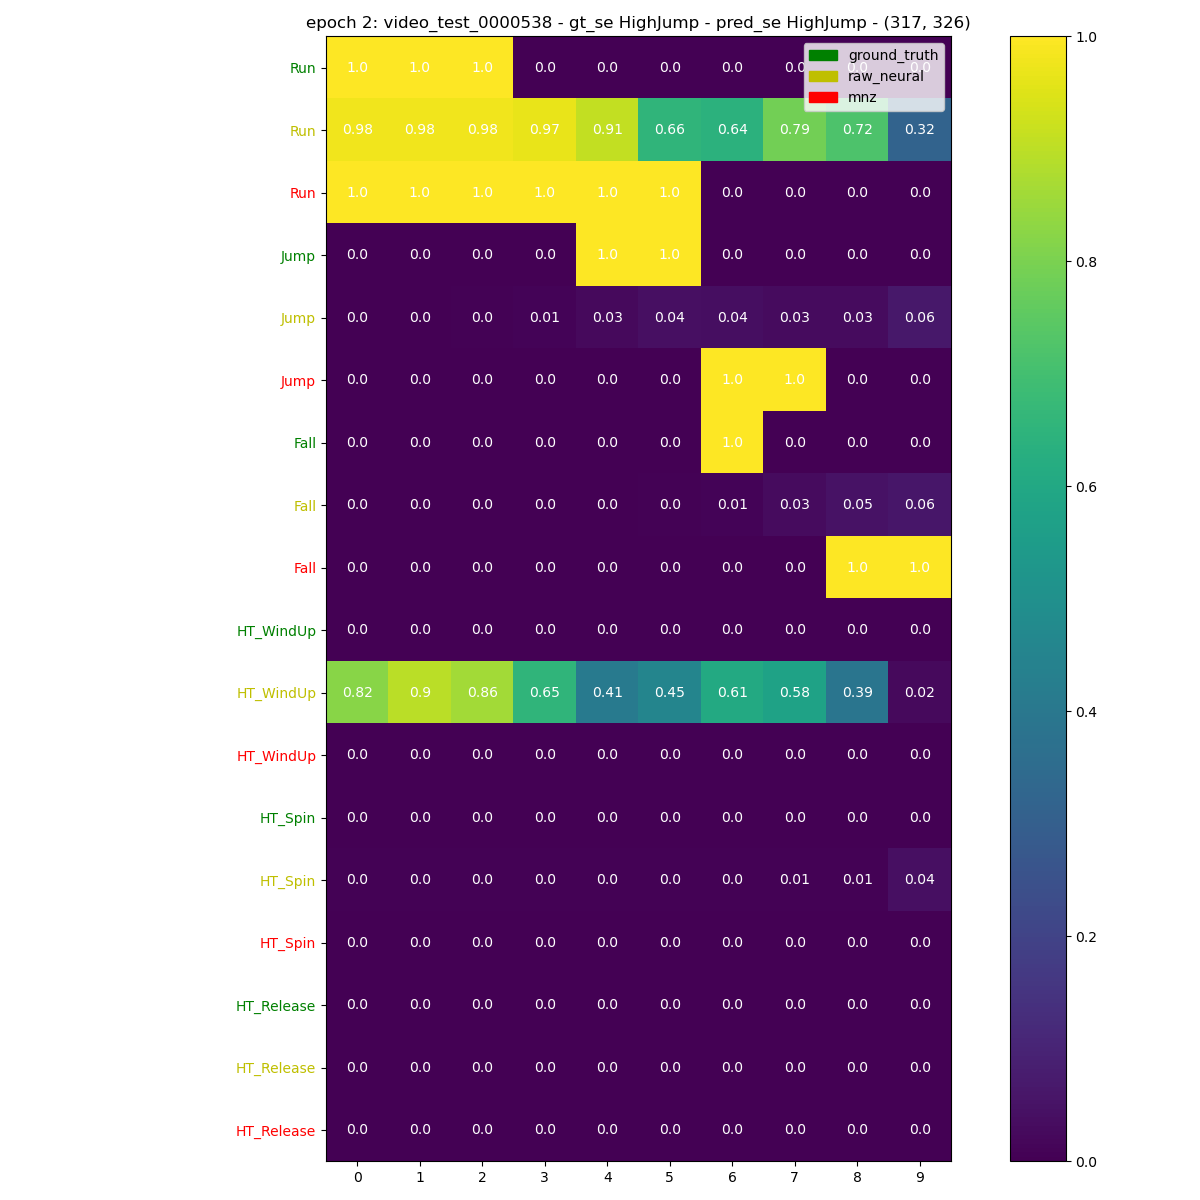 epoch 2: video_test_0000538 - gt_se HighJump - pred_se HighJump - (317, 326)
ground_truth
raw_neural
mnz
Run 1.0 1.0 1.0 0.0 0.0 0.0 0.0 0.0 0.0 0.0
Run 0.98 0.98 0.98 0.97 0.91 0.66 0.64 0.79 0.72 0.32
Run 1.0 1.0 1.0 1.0 1.0 1.0 0.0 0.0 0.0 0.0
Jump 0.0 0.0 0.0 0.0 1.0 1.0 0.0 0.0 0.0 0.0
Jump 0.0 0.0 0.0 0.01 0.03 0.04 0.04 0.03 0.03 0.06
Jump 0.0 0.0 0.0 0.0 0.0 0.0 1.0 1.0 0.0 0.0
Fall 0.0 0.0 0.0 0.0 0.0 0.0 1.0 0.0 0.0 0.0
Fall 0.0 0.0 0.0 0.0 0.0 0.0 0.01 0.03 0.05 0.06
Fall 0.0 0.0 0.0 0.0 0.0 0.0 0.0 0.0 1.0 1.0
HT_WindUp 0.0 0.0 0.0 0.0 0.0 0.0 0.0 0.0 0.0 0.0
HT_WindUp 0.82 0.9 0.86 0.65 0.41 0.45 0.61 0.58 0.39 0.02
HT_WindUp 0.0 0.0 0.0 0.0 0.0 0.0 0.0 0.0 0.0 0.0
HT_Spin 0.0 0.0 0.0 0.0 0.0 0.0 0.0 0.0 0.0 0.0
HT_Spin 0.0 0.0 0.0 0.0 0.0 0.0 0.0 0.01 0.01 0.04
HT_Spin 0.0 0.0 0.0 0.0 0.0 0.0 0.0 0.0 0.0 0.0
HT_Release 0.0 0.0 0.0 0.0 0.0 0.0 0.0 0.0 0.0 0.0
HT_Release 0.0 0.0 0.0 0.0 0.0 0.0 0.0 0.0 0.0 0.0
HT_Release 0.0 0.0 0.0 0.0 0.0 0.0 0.0 0.0 0.0 0.0
0 1 2 3 4 5 6 7 8 9
1.0
0.8
0.6
0.4
0.2
0.0